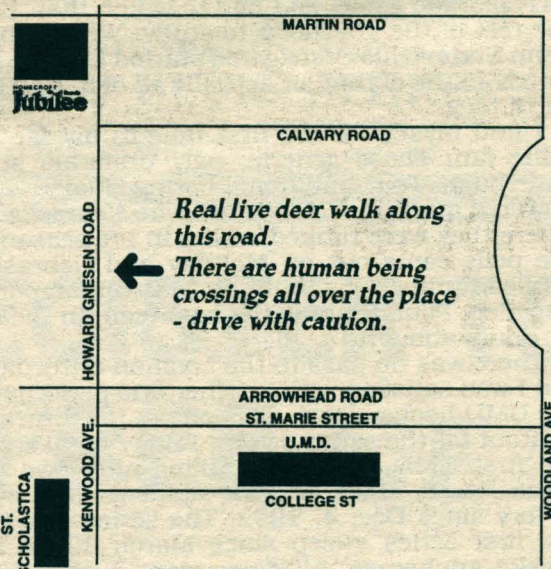 MARTIN ROAD
HOMECROFT
Jubilee
CALVARY ROAD
HOWARD GNESEN ROAD
Real live deer walk along
this road.
There are human being
crossings all over the place
- drive with caution.
ARROWHEAD ROAD
ST. MARIE STREET
U.M.D.
COLLEGE ST
KENWOOD AVE.
ST.
SCHOLASTICA
WOODLAND AVE